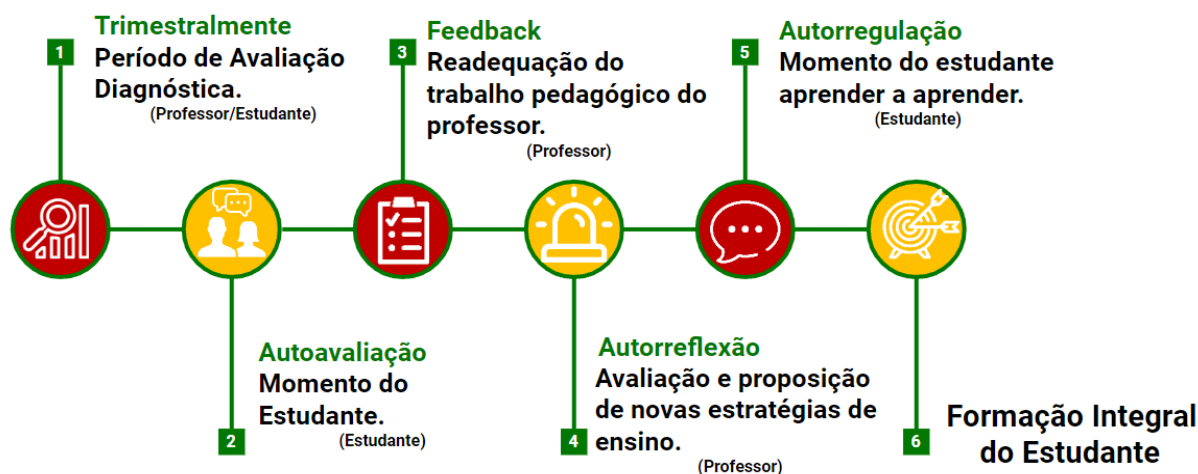 1
Trimestralmente
Período de Avaliação
Diagnóstica.
(Professor/Estudante)
2
Autoavaliação
Momento do
Estudante.
(Estudante)
3
Feedback
Readequação do
trabalho pedagógico do
professor.
(Professor)
4
Autorreflexão
Avaliação e proposição
de novas estratégias de
ensino.
(Professor)
5
Autorregulação
Momento do estudante
aprender a aprender.
(Estudante)
6
Formação Integral
do Estudante